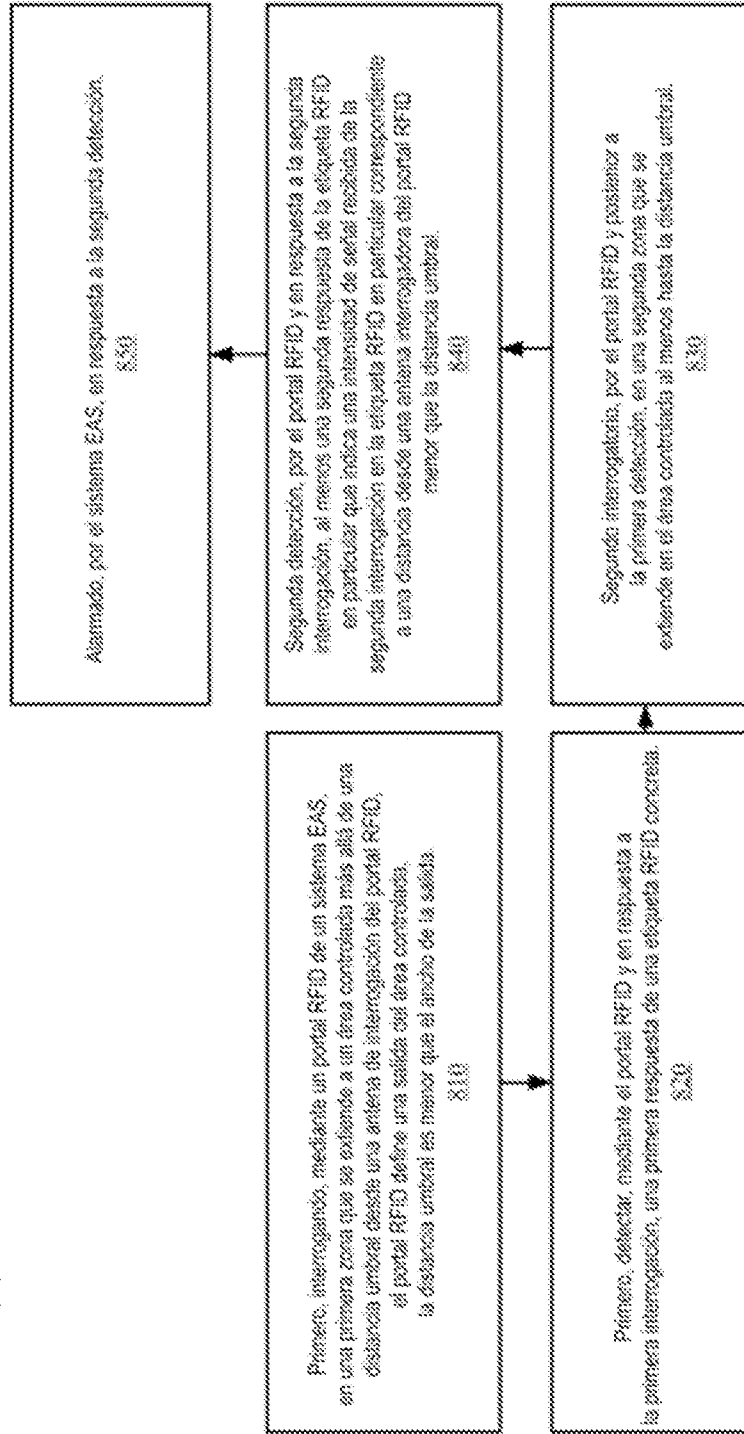 Primero, interrogando, mediante un portal RFID de un sistema EAS,
en una primera zona que se extiende a un área controlada más allá de una
distancia umbral desde una antena de interrogación del portal RFID,
el portal RFID define una salida del área controlada,
la distancia umbral es menor que el ancho de la salida.
810
Primero, detectar, mediante el portal RFID y en respuesta a
la primera interrogación, una primera respuesta de una etiqueta RFID concreta.
820
Segundo interrogatorio, por el portal RFID y posterior a
la primera detección, en una segunda zona que se
extiende en el área controlada al menos hasta la distancia umbral.
830
Segunda detección, por el portal RFID y en respuesta a la segunda
interrogación, al menos una segunda respuesta de la etiqueta RFID
en particular que indica una intensidad de señal recibida de la
segunda interrogación en la etiqueta RFID en particular correspondiente
a una distancia desde una antena interrogadora del portal RFID
menor que la distancia umbral.
840
Alarmado, por el sistema EAS, en respuesta a la segunda detección.
850